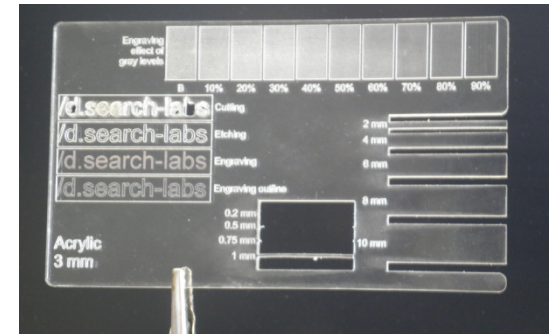 Engraving
effect of
gray levels
B 10% 20% 30% 40% 50% 60% 70% 80% 90%
/d.search-labs Cutting
/d.search-labs Etching
/d.search-labs Engraving
/d.search-labs Engraving outline
2 mm
4 mm
6 mm
8 mm
10 mm
0.2 mm
0.5 mm
0.75 mm
1 mm
Acrylic
3 mm